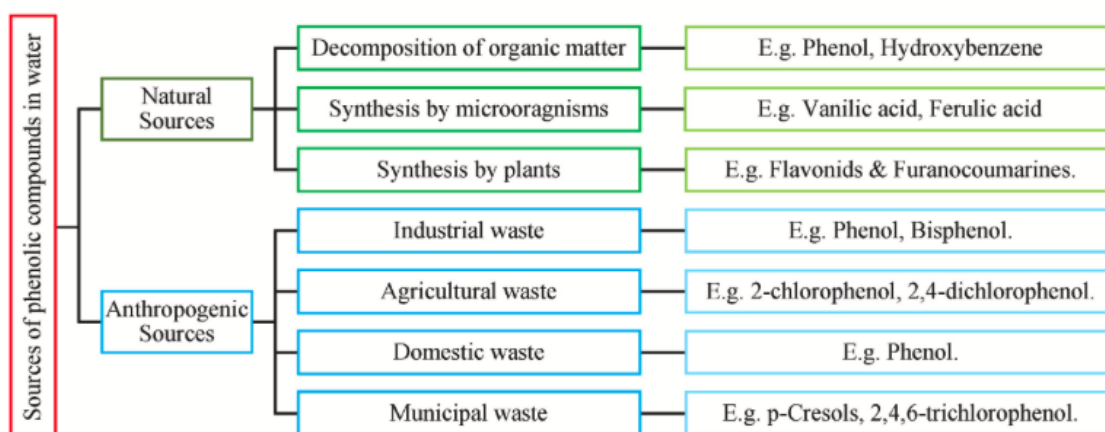 Sources of phenolic compounds in water
Natural
Sources
Decomposition of organic matter
E.g. Phenol, Hydroxybenzene
Synthesis by microoragnisms
E.g. Vanilic acid, Ferulic acid
Synthesis by plants
E.g. Flavonids & Furanocoumarines.
Anthropogenic
Sources
Industrial waste
E.g. Phenol, Bisphenol.
Agricultural waste
E.g. 2-chlorophenol, 2,4-dichlorophenol.
Domestic waste
E.g. Phenol.
Municipal waste
E.g. p-Cresols, 2,4,6-trichlorophenol.